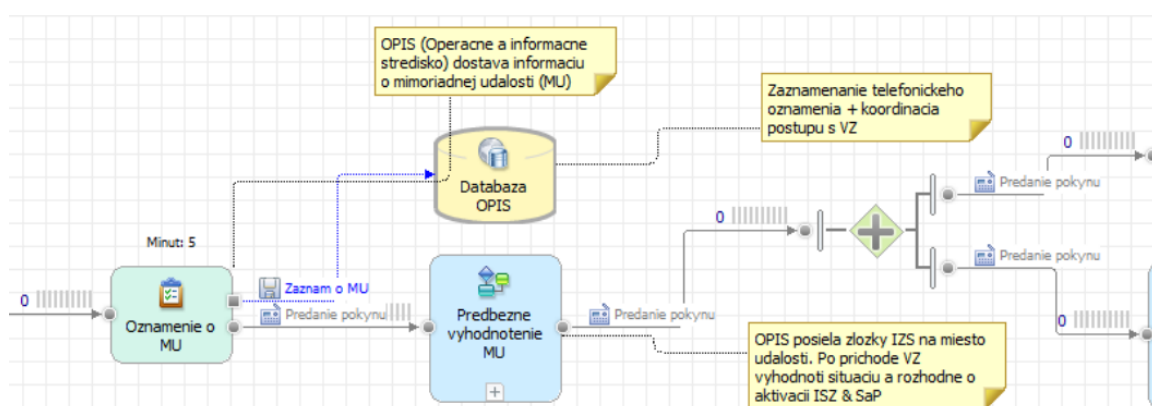 OPIS (Operacne a informacne
stredisko) dostava informaciu
o mimoriadnej udalosti (MU)
Zaznamenanie telefonickeho
oznamenia + koordinacia
postupu s VZ
0
Predanie pokynu
Databaza
OPIS
0
Minut: 5
Predanie pokynu
0
Zaznam o MU
Oznamenie o
MU
Predanie pokynu
Predbezne
vyhodnotenie
MU
Predanie pokynu
0
OPIS posiela zlozky IZS na miesto
udalosti. Po prichode VZ
vyhodnoti situaciu a rozhodne o
aktivacii ISZ & SaP